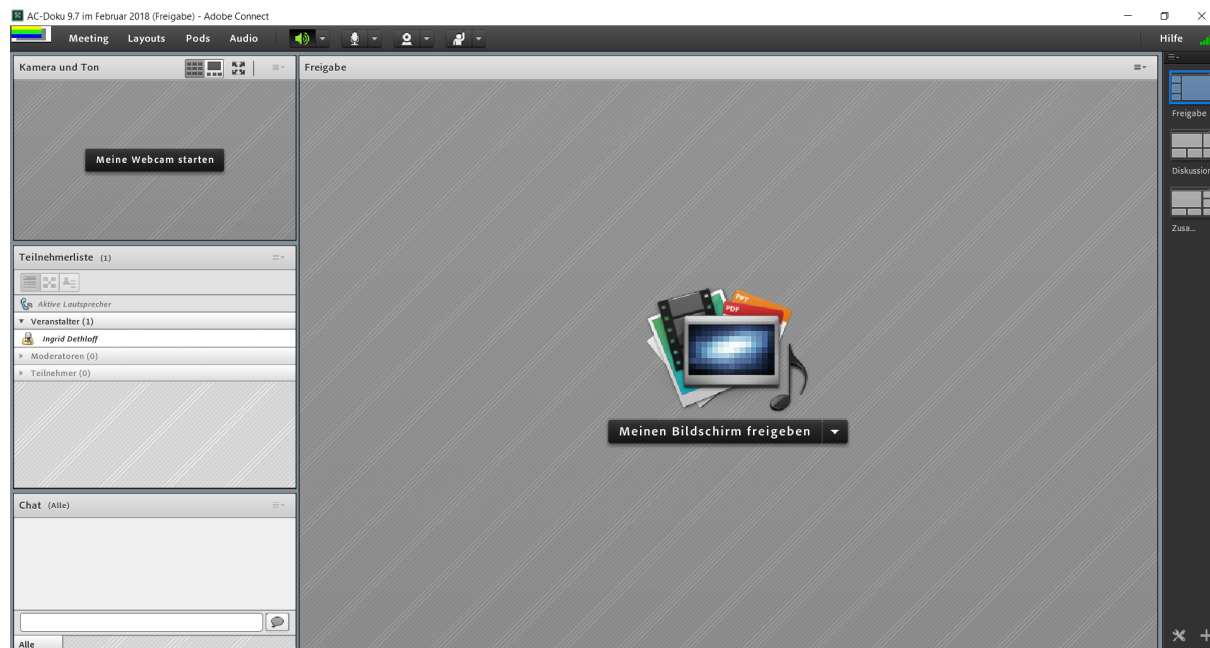 AC-Doku 9.7 im Februar 2018 (Freigabe) - Adobe Connect
Meeting Layouts Pods Audio Hilfe
Kamera und Ton
Meine Webcam starten
Teilnehmerliste (1)
Aktive Lautsprecher
Veranstalter (1)
Ingrid Dethloff
Moderatoren (0)
Teilnehmer (0)
Chat (Alle)
Alle
Freigabe
PPT
PDF
Meinen Bildschirm freigeben
Freigabe
Diskussion
Zusa...